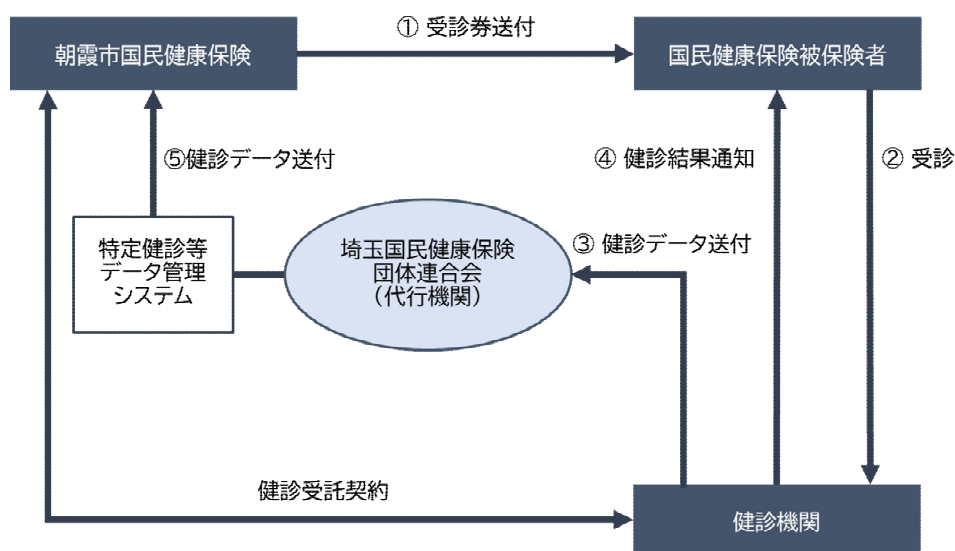 ① 受診券送付
朝霞市国民健康保険
国民健康保険被保険者
⑤健診データ送付
④ 健診結果通知
② 受診
特定健診等
データ管理
システム
埼玉国民健康保険
団体連合会
（代行機関）
③ 健診データ送付
健診受託契約
健診機関